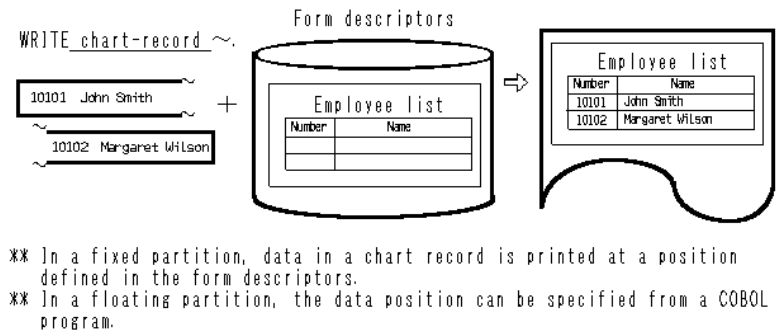 Form descriptors
WRITE chart-record ~.
10101 John Smith
+
10102 Margaret Wilson
Employee list
Number Name
Employee list
Number Name
10101 John Smith
10102 Margaret Wilson
** In a fixed partition, data in a chart record is printed at a position
defined in the form descriptors.
** In a floating partition, the data position can be specified from a COBOL
program.